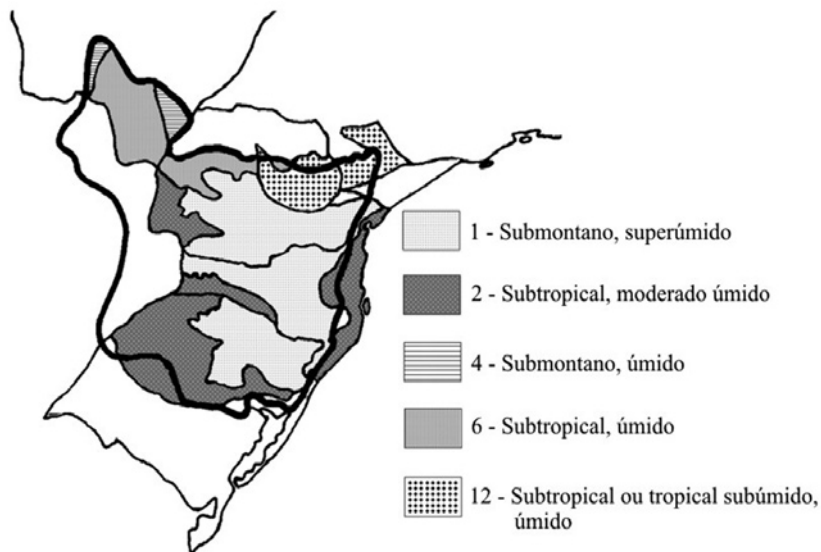 1 - Submontano, superúmido
2 - Subtropical, moderado úmido
4 - Submontano, úmido
6 - Subtropical, úmido
12 - Subtropical ou tropical subúmido,
úmido